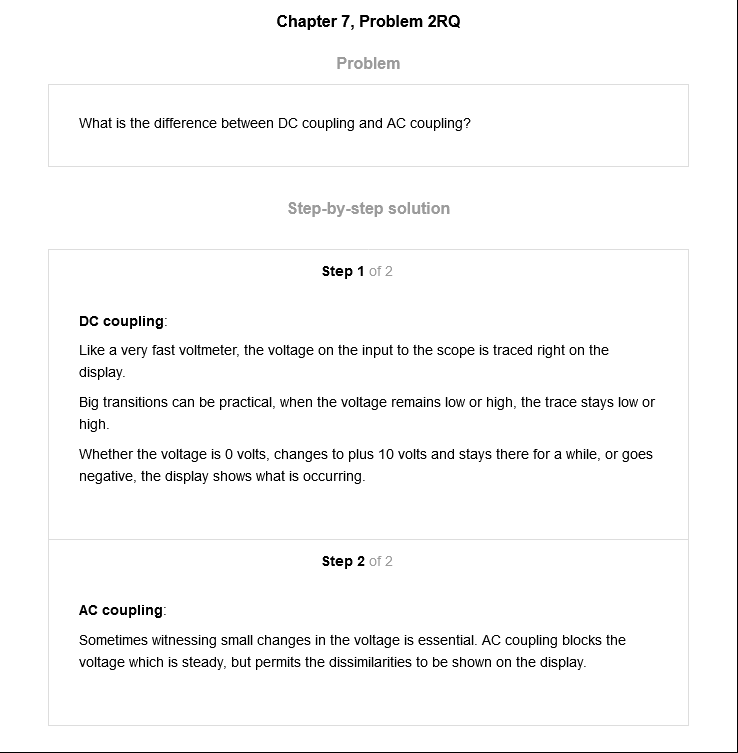 Chapter 7, Problem 2RQ
Problem
What is the difference between DC coupling and AC coupling?
Step-by-step solution
Step 1 of 2
DC coupling:
Like a very fast voltmeter, the voltage on the input to the scope is traced right on the
display.
Big transitions can be practical, when the voltage remains low or high, the trace stays low or
high.
Whether the voltage is 0 volts, changes to plus 10 volts and stays there for a while, or goes
negative, the display shows what is occurring.
Step 2 of 2
AC coupling:
Sometimes witnessing small changes in the voltage is essential. AC coupling blocks the
voltage which is steady, but permits the dissimilarities to be shown on the display.